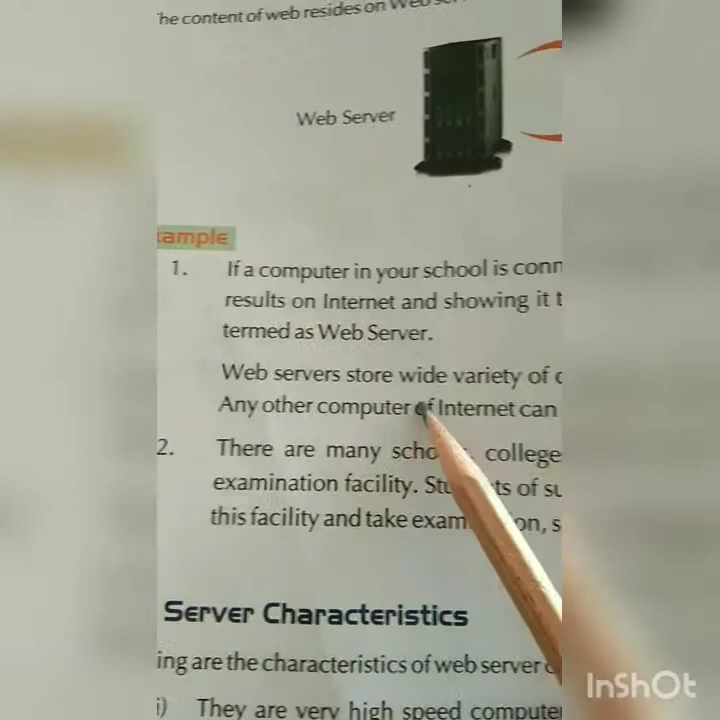 he content of web resides on Web
Web Server
ample
1. If a computer in your school is conn
results on Internet and showing it t
termed as Web Server.
Web servers store wide variety of
Any other computer of Internet can
2. There are many scho college
examination facility. Stu ts of su
this facility and take exam on, s
Server Characteristics
ing are the characteristics of web server
i) They are very high speed compute
InShOt